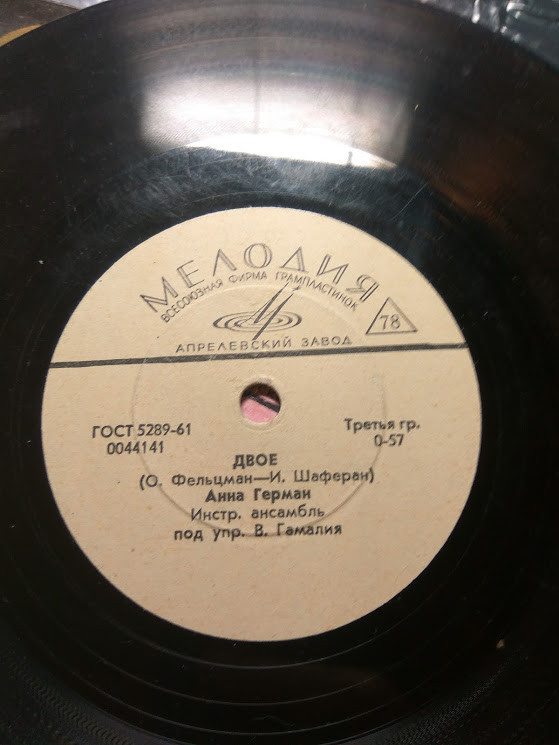 МЕЛОДИЯ
ВСЕСОЮЗНАЯ ФИРМА ГРАМПЛАСТИНОК
78
АПРЕЛЕВСКИЙ ЗАВОД
ГОСТ 5289-61
0044141
Третья гр.
0-57
ДВОЕ
(О. Фельцман—И. Шаферан)
Анна Герман
Инстр. ансамбль
под упр. В. Гамалия